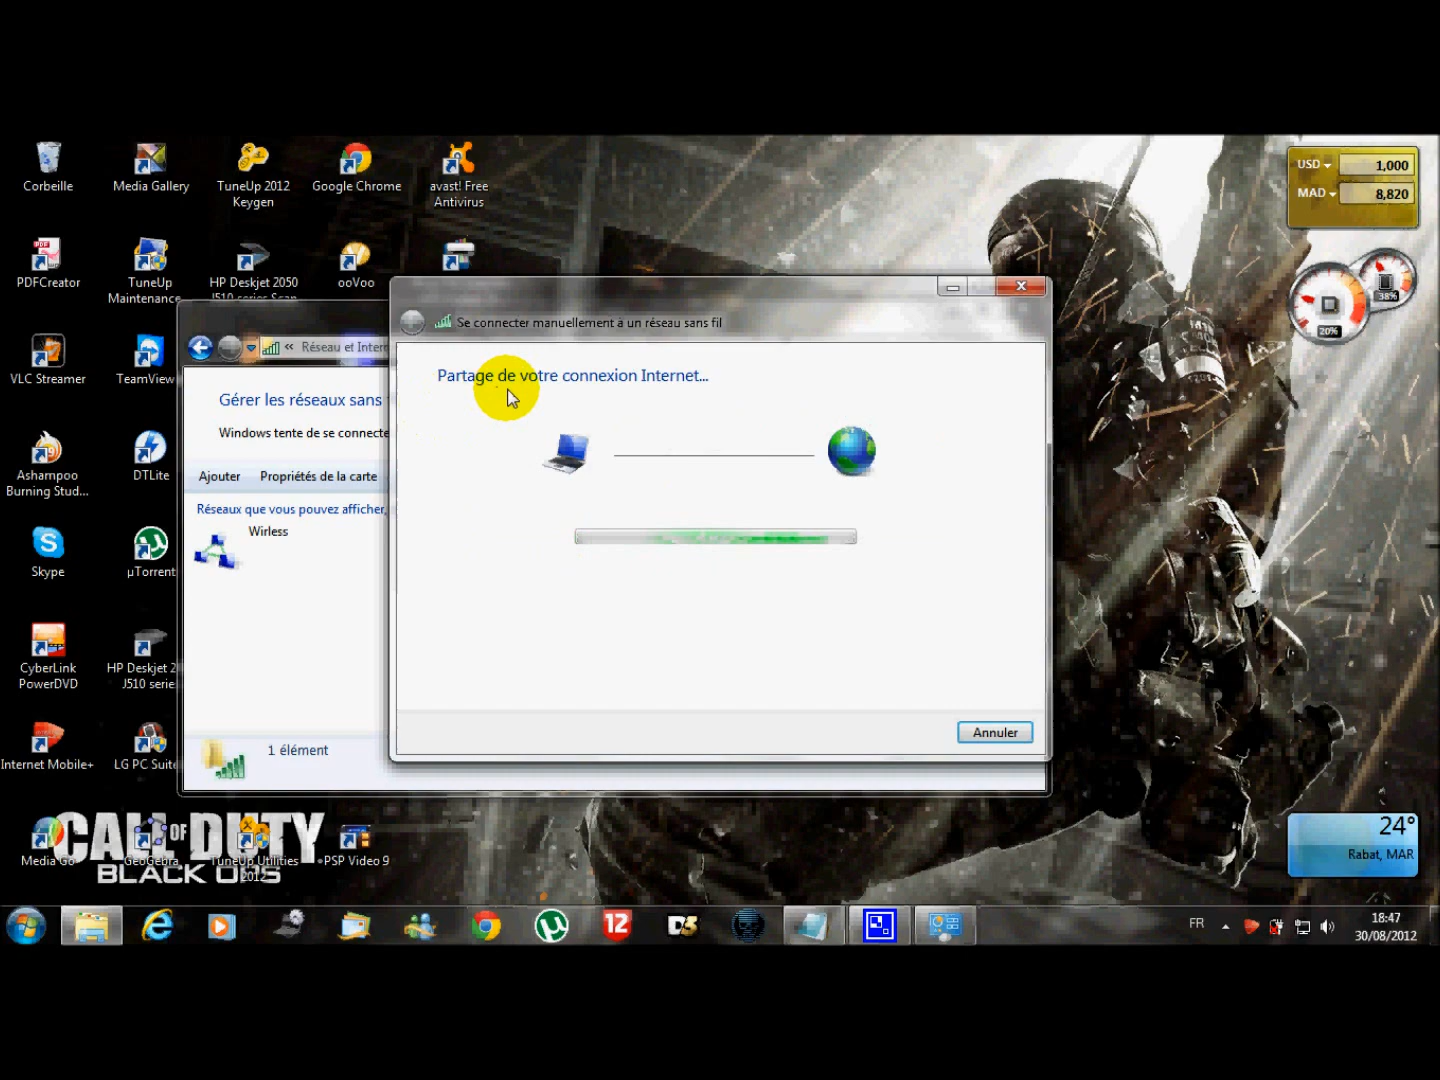 Corbeille
Media Gallery
TuneUp 2012
Keygen
Google Chrome
avast! Free
Antivirus
USD
1,000
MAD
8,820
PDFCreator
TuneUp
Maintenance
HP Deskjet 2050
J510 series Scan
ooVoo
38%
20%
VLC Streamer
TeamView
Ashampoo
Burning Stud...
DTLite
Skype
µTorrent
CyberLink
PowerDVD
HP Deskjet 2
J510 serie
Internet Mobile+
LG PC Suite
Se connecter manuellement à un réseau sans fil
Partage de votre connexion Internet...
Annuler
« Réseau et Intern
Gérer les réseaux sans
Windows tente de se connecte
Ajouter
Propriétés de la carte
Réseaux que vous pouvez afficher,
Wirless
1 élément
CALL OF DUTY
BLACK OPS
Media Go
GeoGebra
TuneUp Utilities
2012
PSP Video 9
24°
Rabat, MAR
12
D3
FR
18:47
30/08/2012